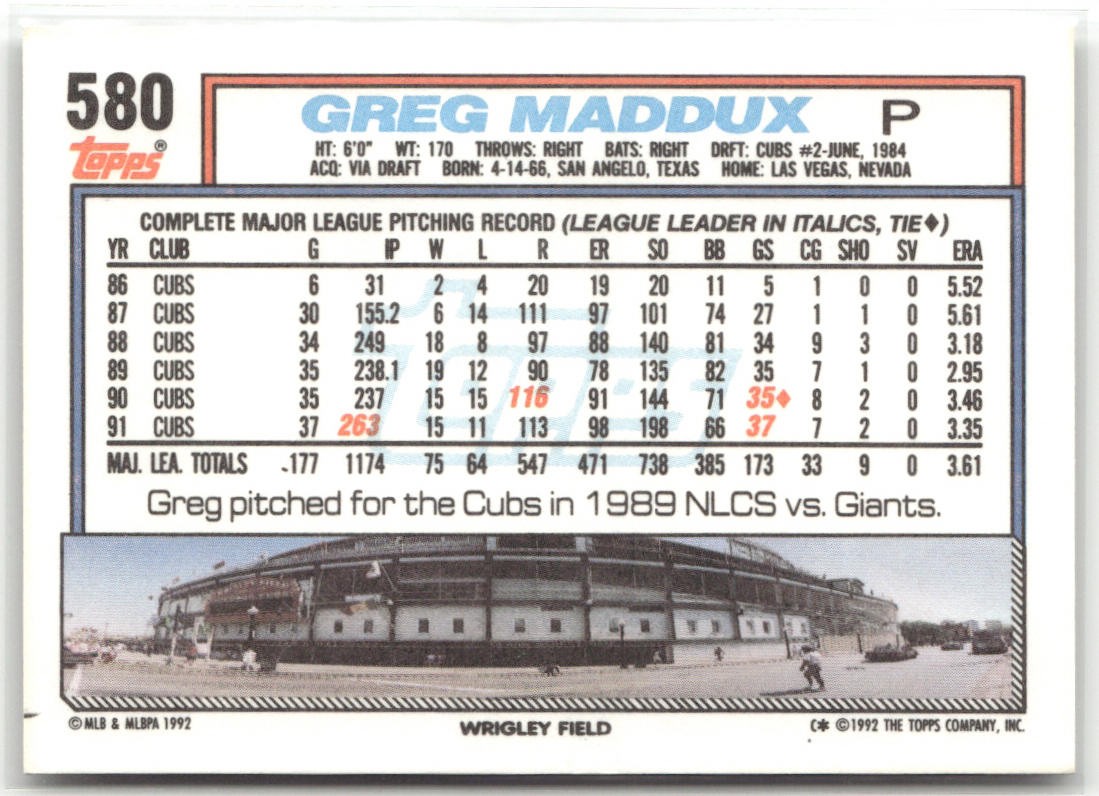 580
topps®
GREG MADDUX P
HT: 6'0" WT: 170 THROWS: RIGHT BATS: RIGHT DRFT: CUBS #2-JUNE, 1984
ACQ: VIA DRAFT BORN: 4-14-66, SAN ANGELO, TEXAS HOME: LAS VEGAS, NEVADA
COMPLETE MAJOR LEAGUE PITCHING RECORD (LEAGUE LEADER IN ITALICS, TIE♦)
YR CLUB G IP W L R ER SO BB GS CG SHO SV ERA
86 CUBS 6 31 2 4 20 19 20 11 5 1 0 0 5.52
87 CUBS 30 155.2 6 14 111 97 101 74 27 1 1 0 5.61
88 CUBS 34 249 18 8 97 88 140 81 34 9 3 0 3.18
89 CUBS 35 238.1 19 12 90 78 135 82 35 7 1 0 2.95
90 CUBS 35 237 15 15 116 91 144 71 35♦ 8 2 0 3.46
91 CUBS 37 263 15 11 113 98 198 66 37 7 2 0 3.35
MAJ. LEA. TOTALS 177 1174 75 64 547 471 738 385 173 33 9 0 3.61
topps
Greg pitched for the Cubs in 1989 NLCS vs. Giants.
© MLB & MLBPA 1992 WRIGLEY FIELD C* © 1992 THE TOPPS COMPANY, INC.